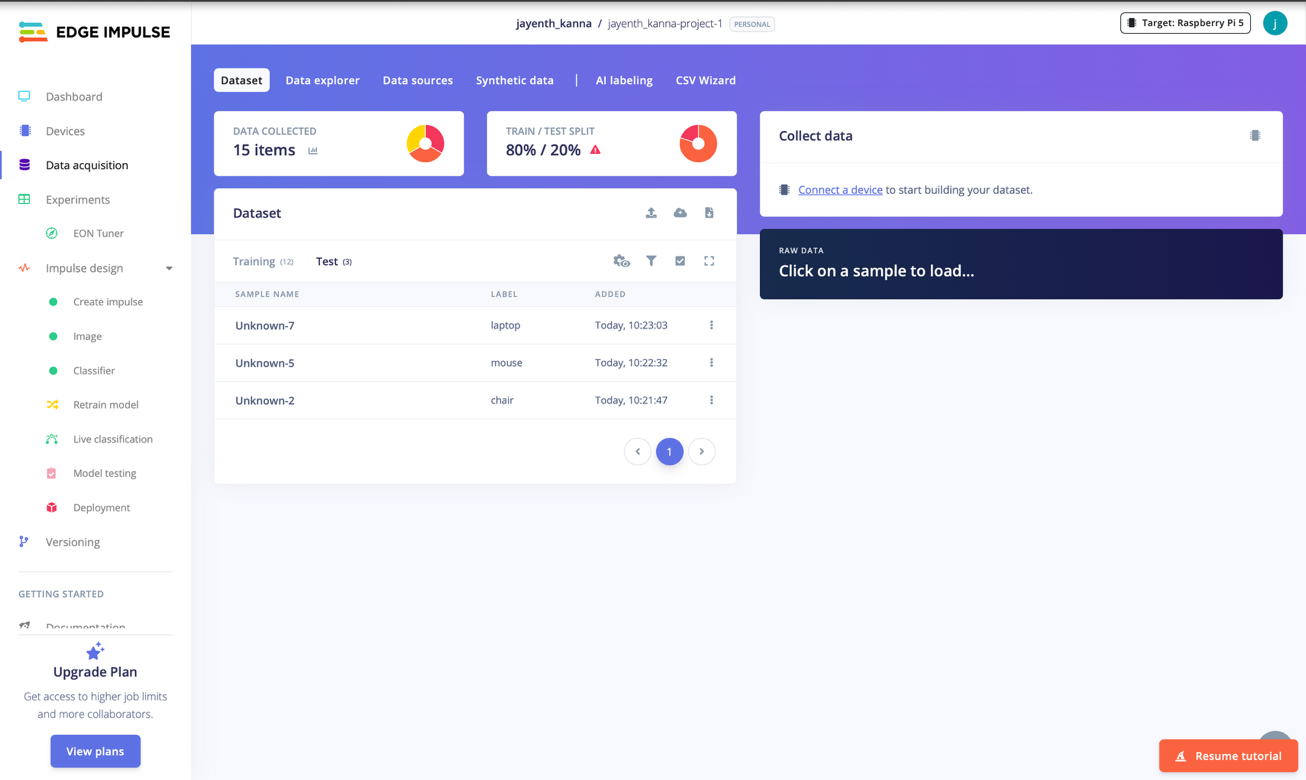 EDGE IMPULSE
jayenth_kanna / jayenth_kanna-project-1 PERSONAL
Target: Raspberry Pi 5
j
Dashboard
Devices
Data acquisition
Experiments
EON Tuner
Impulse design
Create impulse
Image
Classifier
Retrain model
Live classification
Model testing
Deployment
Versioning
GETTING STARTED
Documentation
Upgrade Plan
Get access to higher job limits
and more collaborators.
View plans
Dataset Data explorer Data sources Synthetic data | AI labeling CSV Wizard
DATA COLLECTED
15 items
TRAIN / TEST SPLIT
80% / 20%
Dataset
Training (12) Test (3)
SAMPLE NAME LABEL ADDED
Unknown-7 laptop Today, 10:23:03
Unknown-5 mouse Today, 10:22:32
Unknown-2 chair Today, 10:21:47
1
Collect data
Connect a device to start building your dataset.
RAW DATA
Click on a sample to load...
Resume tutorial